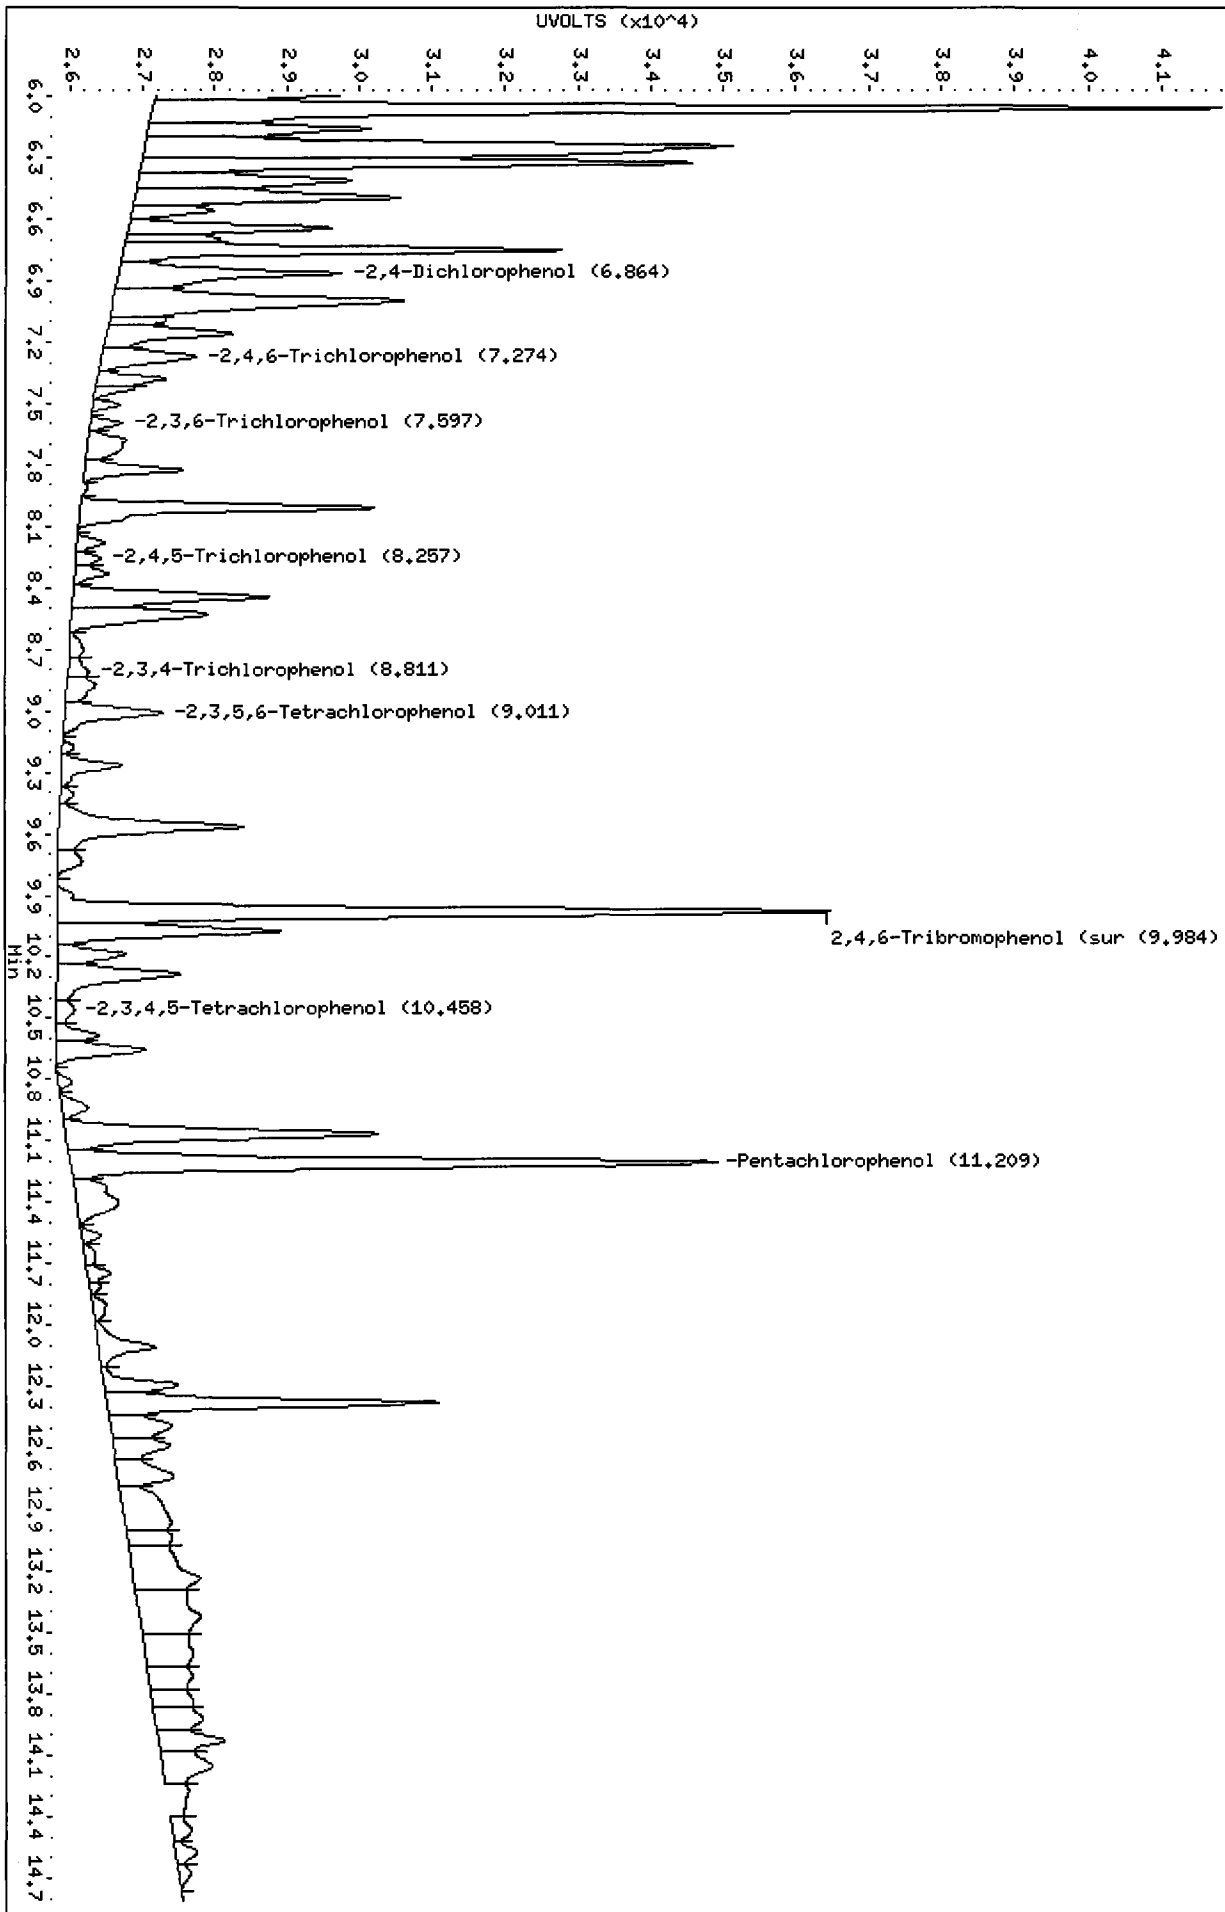 UVOLTS (x10^4)
2.6 2.7 2.8 2.9 3.0 3.1 3.2 3.3 3.4 3.5 3.6 3.7 3.8 3.9 4.0 4.1
6.0
6.3
6.6
6.9
7.2
7.5
7.8
8.1
8.4
8.7
9.0
9.3
9.6
9.9
10.2
10.5
10.8
11.1
11.4
11.7
12.0
12.3
12.6
12.9
13.2
13.5
13.8
14.1
14.4
14.7
Min
-2,4-Dichlorophenol (6.864)
-2,4,6-Trichlorophenol (7.274)
-2,3,6-Trichlorophenol (7.597)
-2,4,5-Trichlorophenol (8.257)
-2,3,4-Trichlorophenol (8.811)
-2,3,5,6-Tetrachlorophenol (9.011)
2,4,6-Tribromophenol (sur (9.984)
-2,3,4,5-Tetrachlorophenol (10.458)
-Pentachlorophenol (11.209)